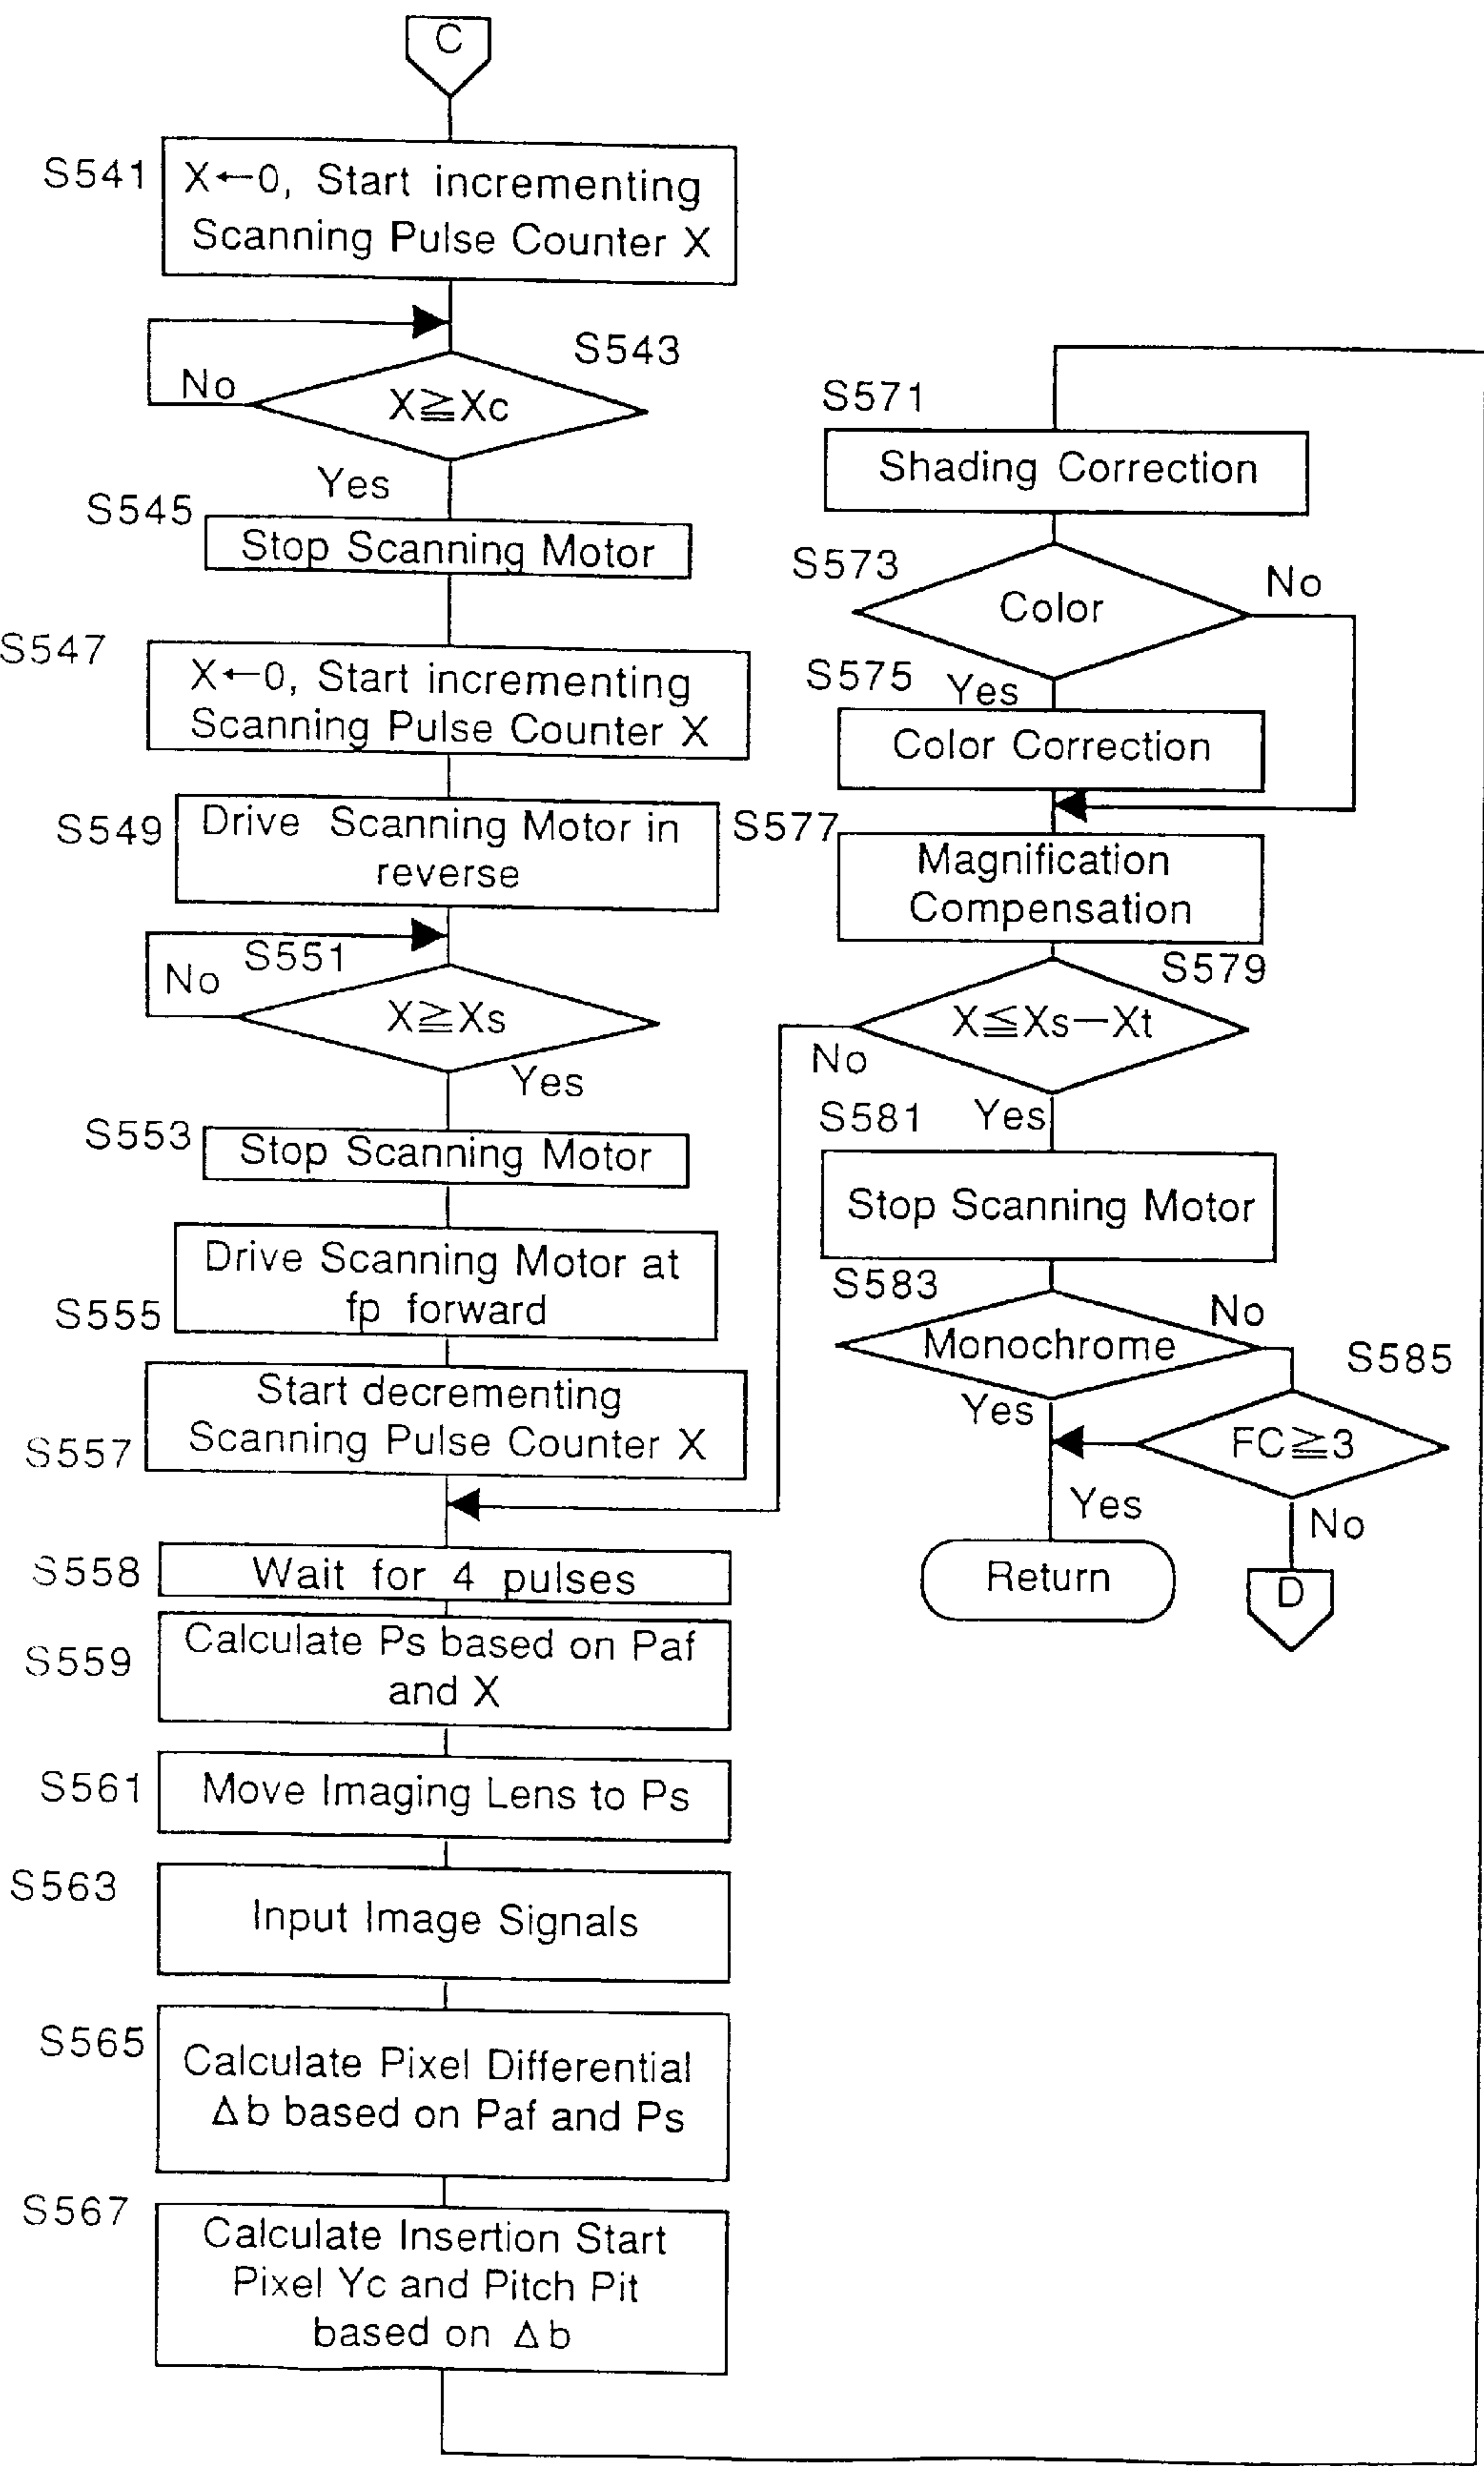 C
S541
X←0, Start incrementing
Scanning Pulse Counter X
S543
No
X≧Xc
Yes
S545
Stop Scanning Motor
S547
X←0, Start incrementing
Scanning Pulse Counter X
S549
Drive Scanning Motor in
reverse
S551
No
X≧Xs
Yes
S553
Stop Scanning Motor
Drive Scanning Motor at
fp forward
S555
Start decrementing
Scanning Pulse Counter X
S557
S558
Wait for 4 pulses
S559
Calculate Ps based on Paf
and X
S561
Move Imaging Lens to Ps
S563
Input Image Signals
S565
Calculate Pixel Differential
Δb based on Paf and Ps
S567
Calculate Insertion Start
Pixel Yc and Pitch Pit
based on Δb
S571
Shading Correction
S573
Color
No
S575
Yes
Color Correction
S577
Magnification
Compensation
S579
X≦Xs−Xt
No
S581
Yes
Stop Scanning Motor
S583
No
Monochrome
S585
Yes
FC≧3
Yes
No
Return
D